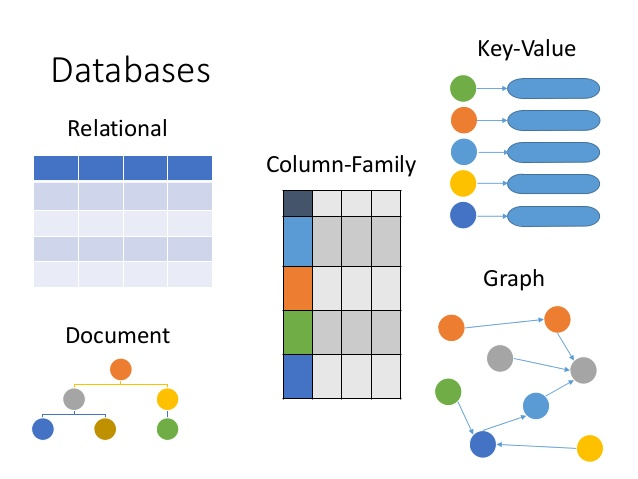 Databases
Relational
Document
Column-Family
Key-Value
Graph